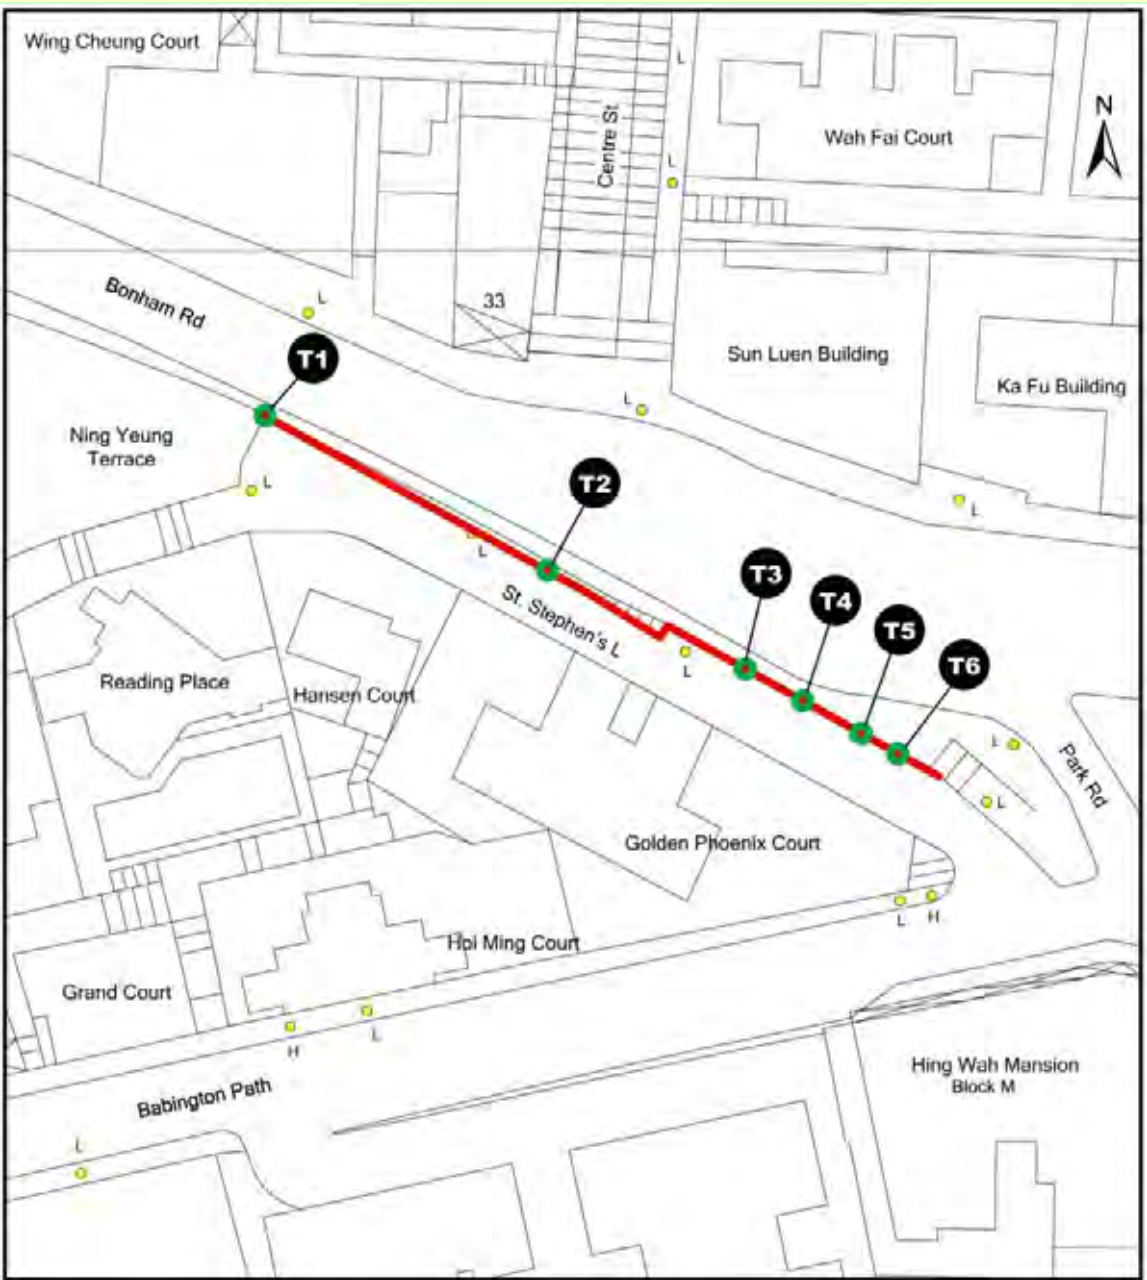 Wing Cheung Court
L
Centre St
Wah Fai Court
N
L
Bonham Rd
L
33
Sun Luen Building
Ka Fu Building
T1
L
Ning Yeung
Terrace
L
T2
L
L
St. Stephen's L
T3
T4
T5
T6
L
Reading Place
Hansen Court
L
Park Rd
L
Golden Phoenix Court
L
H
Hoi Ming Court
Grand Court
H
L
Hing Wah Mansion
Block M
Babington Path
L